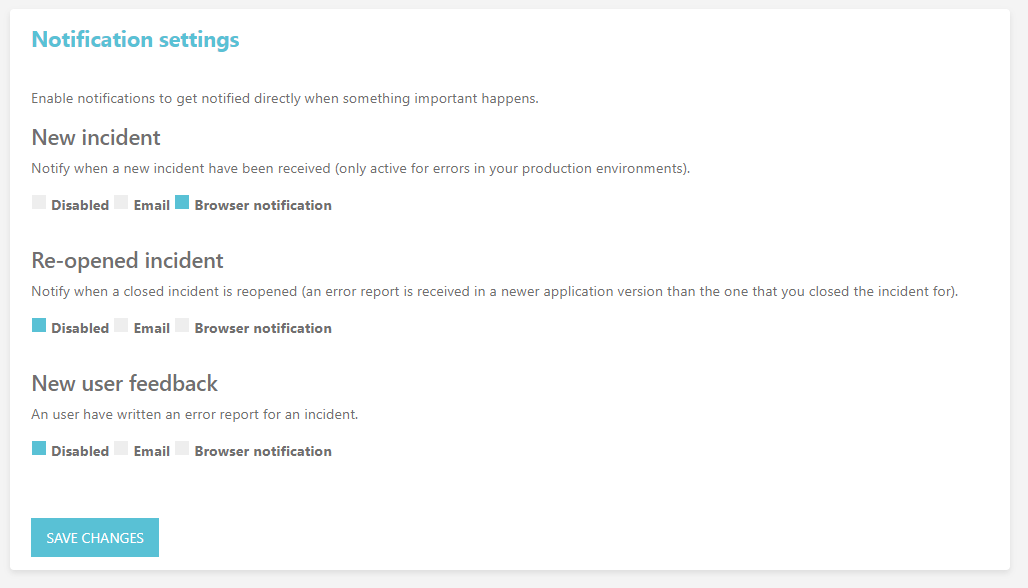 Notification settings
Enable notifications to get notified directly when something important happens.
New incident
Notify when a new incident have been received (only active for errors in your production environments).
Disabled Email Browser notification
Re-opened incident
Notify when a closed incident is reopened (an error report is received in a newer application version than the one that you closed the incident for).
Disabled Email Browser notification
New user feedback
An user have written an error report for an incident.
Disabled Email Browser notification
SAVE CHANGES